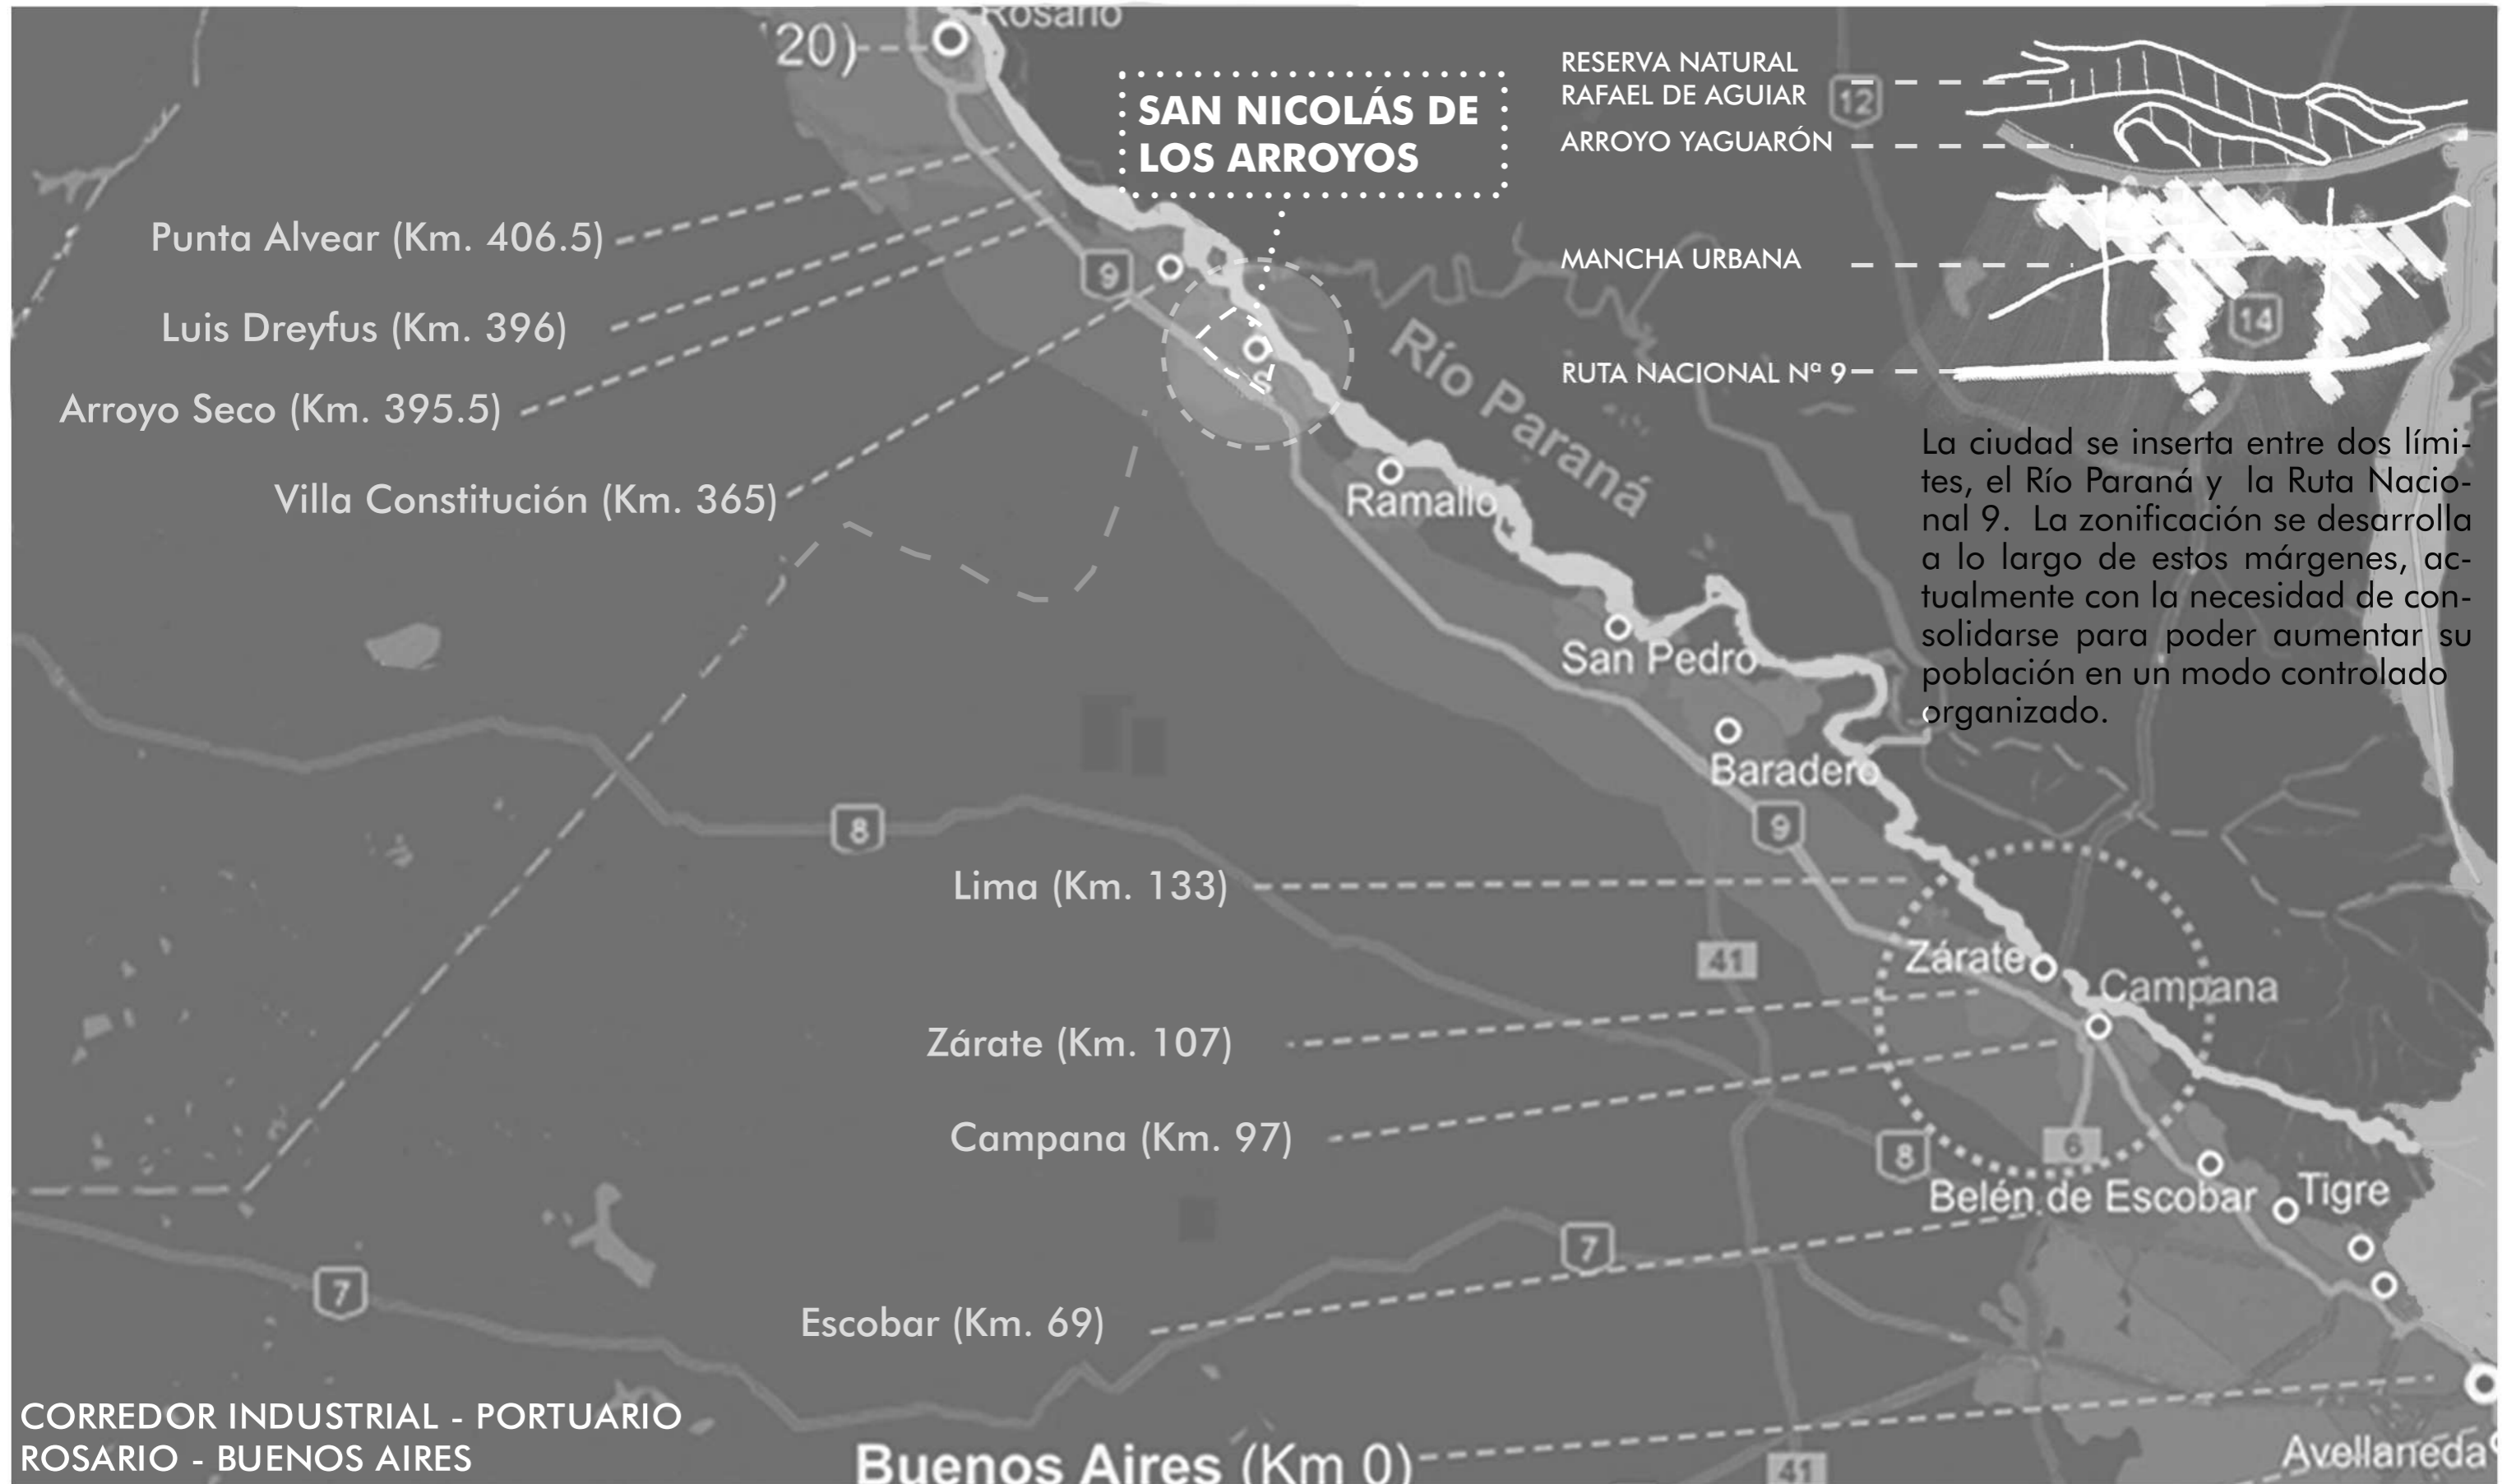 Rosario
20)
SAN NICOLÁS DE
LOS ARROYOS
RESERVA NATURAL
RAFAEL DE AGUIAR
12
ARROYO YAGUARÓN
MANCHA URBANA
14
RUTA NACIONAL Nª 9
Punta Alvear (Km. 406.5)
9
Luis Dreyfus (Km. 396)
Arroyo Seco (Km. 395.5)
Villa Constitución (Km. 365)
Río Paraná
Ramallo
La ciudad se inserta entre dos lími-
tes, el Río Paraná y la Ruta Nacio-
nal 9. La zonificación se desarrolla
a lo largo de estos márgenes, ac-
tualmente con la necesidad de con-
solidarse para poder aumentar su
población en un modo controlado
organizado.
San Pedro
Baradero
8
9
Lima (Km. 133)
41
Zárate
Campana
Zárate (Km. 107)
Campana (Km. 97)
8
6
Belén de Escobar
Tigre
7
7
Escobar (Km. 69)
CORREDOR INDUSTRIAL - PORTUARIO
ROSARIO - BUENOS AIRES
Buenos Aires (Km 0)
41
Avellaneda